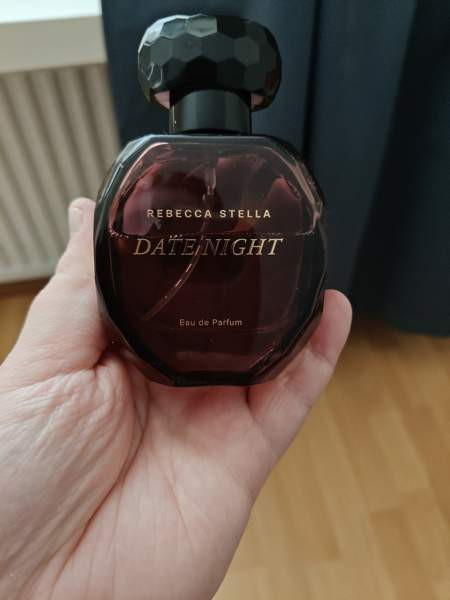 REBECCA STELLA
DATE NIGHT
Eau de Parfum